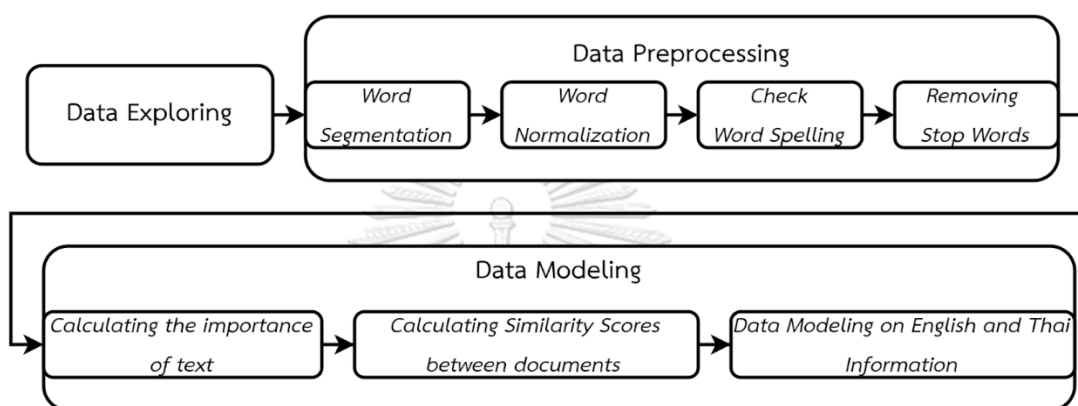 Data Preprocessing
Data Exploring
Word
Segmentation
Word
Normalization
Check
Word Spelling
Removing
Stop Words
Data Modeling
Calculating the importance
of text
Calculating Similarity Scores
between documents
Data Modeling on English and Thai
Information